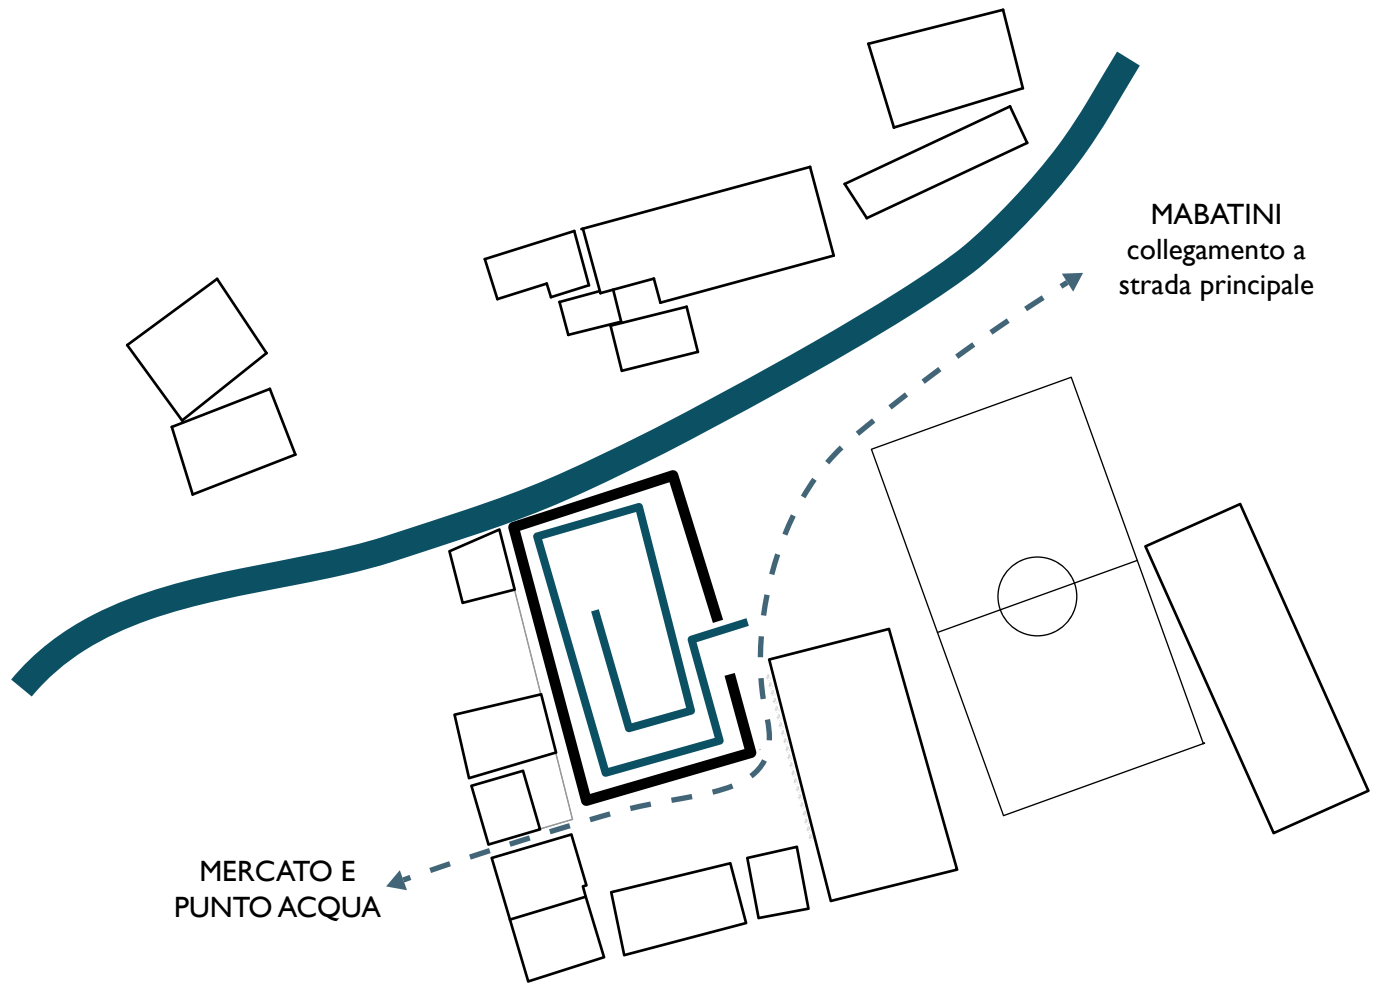 MABATINI
collegamento a
strada principale
MERCATO E
PUNTO ACQUA